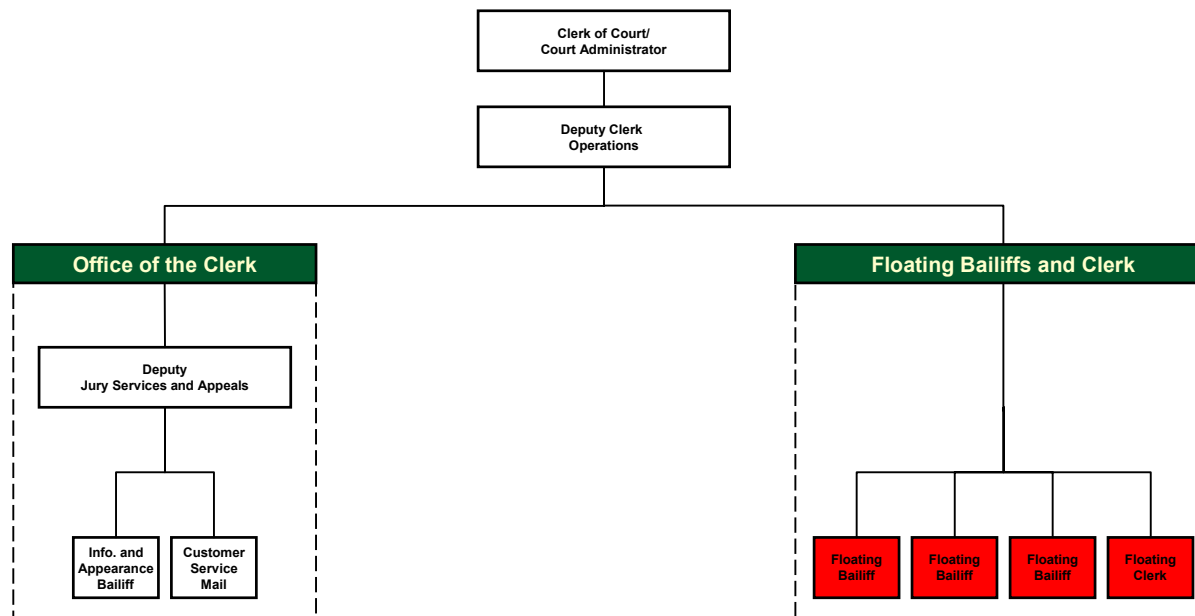 Clerk of Court/
Court Administrator
Deputy Clerk
Operations
Office of the Clerk
Floating Bailiffs and Clerk
Deputy
Jury Services and Appeals
Info. and
Appearance
Bailiff
Customer
Service
Mail
Floating
Bailiff
Floating
Bailiff
Floating
Bailiff
Floating
Clerk